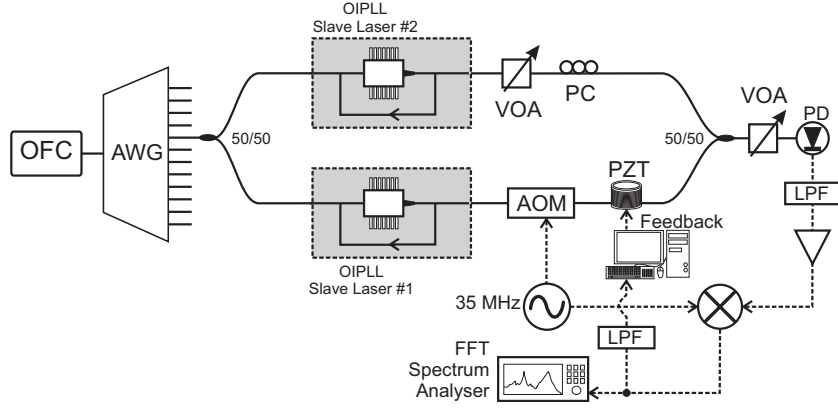 OIPLL
Slave Laser #2
VOA
PC
VOA
PD
OFC
AWG
50/50
50/50
LPF
PZT
AOM
Feedback
OIPLL
Slave Laser #1
35 MHz
LPF
FFT
Spectrum
Analyser